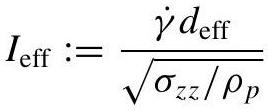 I_eff := γ̇ d_eff / √(σ_zz / ρ_p)